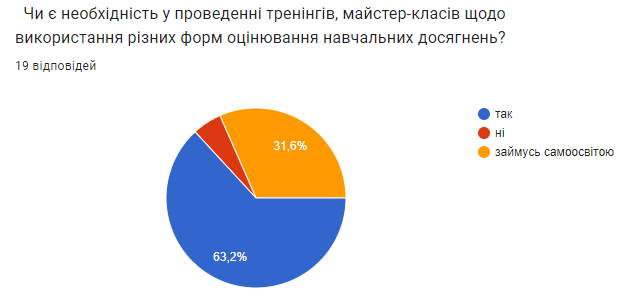 Чи є необхідність у проведенні тренінгів, майстер-класів щодо
використання різних форм оцінювання навчальних досягнень?
19 відповідей
так
ні
займусь самоосвітою
31,6%
63,2%